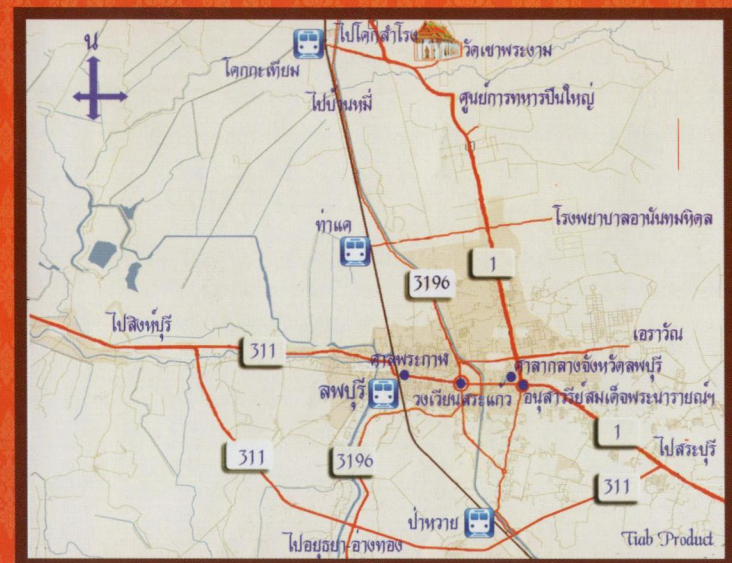 น
ไปโคกสำโรง
วัดเขาพระงาม
โคกกะเทียม
ไปบ้านหมี่
ศูนย์การทหารปืนใหญ่
ท่าแค
โรงพยาบาลอานันทมหิดล
3196
1
ไปสิงห์บุรี
เอราวัณ
311
ศาลพระกาฬ
ศาลากลางจังหวัดลพบุรี
ลพบุรี
วงเวียนสระแก้ว
อนุสาวรีย์สมเด็จพระนารายณ์ฯ
1
ไปสระบุรี
311
3196
311
ป่าหวาย
ไปอยุธยา-อ่างทอง
Tiab Product